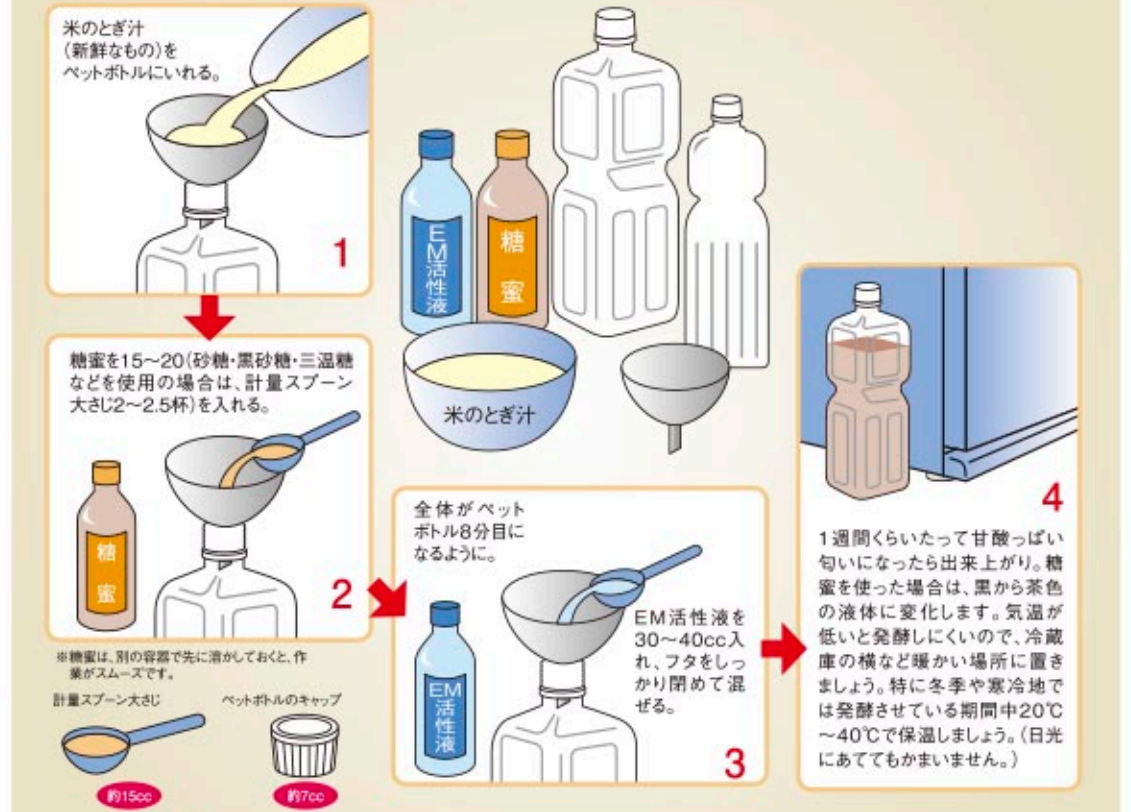 米のとぎ汁
（新鮮なもの）を
ペットボトルにいれる。
1
EM活性液
糖蜜
米のとぎ汁
糖蜜を15〜20（砂糖・黒砂糖・三温糖
などを使用の場合は、計量スプーン
大さじ2〜2.5杯）を入れる。
糖蜜
2
※糖蜜は、別の容器で先に溶かしておくと、作
業がスムーズです。
計量スプーン大さじ
約15cc
ペットボトルのキャップ
約7cc
全体がペット
ボトル8分目に
なるように。
EM活性液を
30〜40cc入
れ、フタをしっ
かり閉めて混
ぜる。
EM活性液
3
4
1週間くらいたって甘酸っぱい
匂いになったら出来上がり。糖
蜜を使った場合は、黒から茶色
の液体に変化します。気温が
低いと発酵しにくいので、冷蔵
庫の横など暖かい場所に置き
ましょう。特に冬季や寒冷地で
は発酵させている期間中20℃
〜40℃で保温しましょう。（日光
にあててもかまいません。）